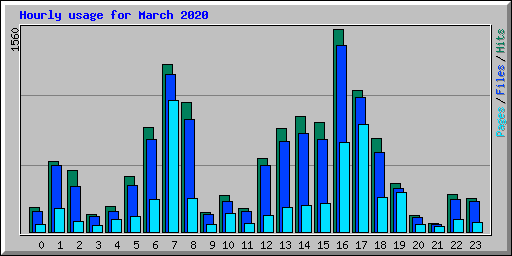 Hourly usage for March 2020
1560
Pages / Files / Hits
0 1 2 3 4 5 6 7 8 9 10 11 12 13 14 15 16 17 18 19 20 21 22 23